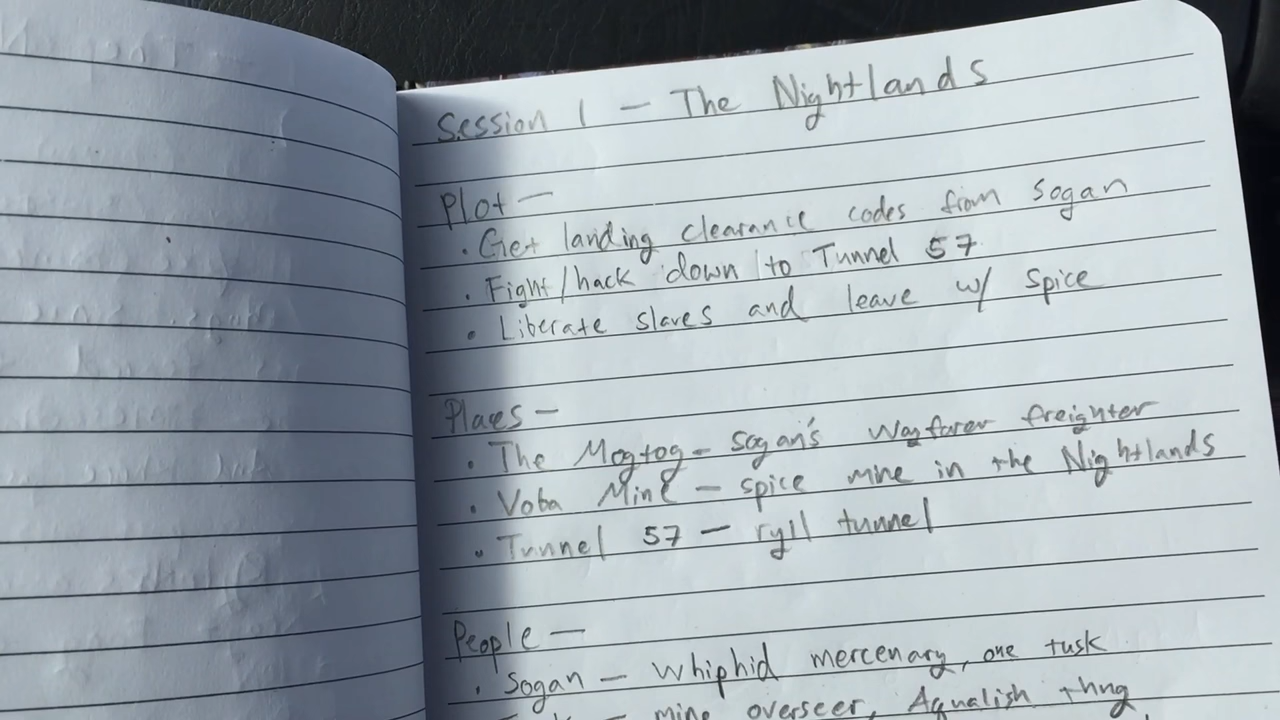 Session 1 — The Nightlands
Plot —
· Get landing clearance codes from Sogan
· Fight/hack down to Tunnel 57
· Liberate slaves and leave w/ spice
Places —
· The Mogtog — Sogan's Wayfarer freighter
· Voba Mine — spice mine in the Nightlands
· Tunnel 57 — ryll tunnel
People —
· Sogan — Whiphid mercenary, one tusk
— mine overseer, Aqualish thug